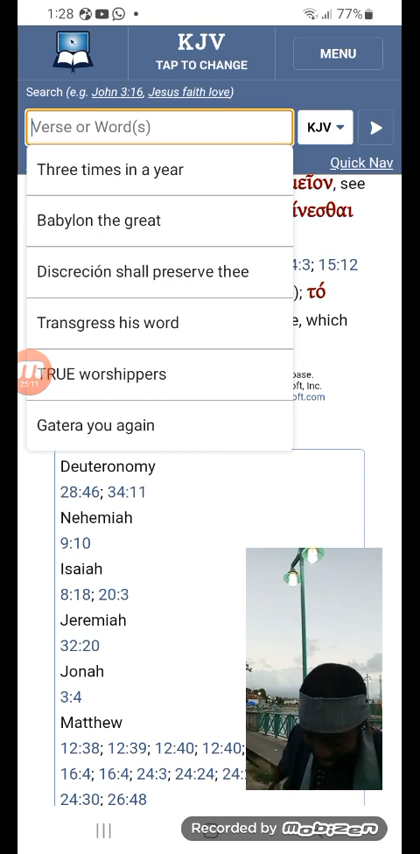 1:28
77%
KJV
TAP TO CHANGE
MENU
Search (e.g. John 3:16, Jesus faith love)
Verse or Word(s)
KJV
Quick Nav
Three times in a year
μεῖον, see
Babylon the great
ίνεσθαι
Discreción shall preserve thee
4:3; 15:12
); τό
Transgress his word
e, which
TRUE worshippers
base.
25:11
oft, Inc.
oft.com
Gatera you again
Deuteronomy
28:46; 34:11
Nehemiah
9:10
Isaiah
8:18; 20:3
Jeremiah
32:20
Jonah
3:4
Matthew
12:38; 12:39; 12:40; 12:40;
16:4; 16:4; 24:3; 24:24; 24:
24:30; 26:48
Recorded by mobizen